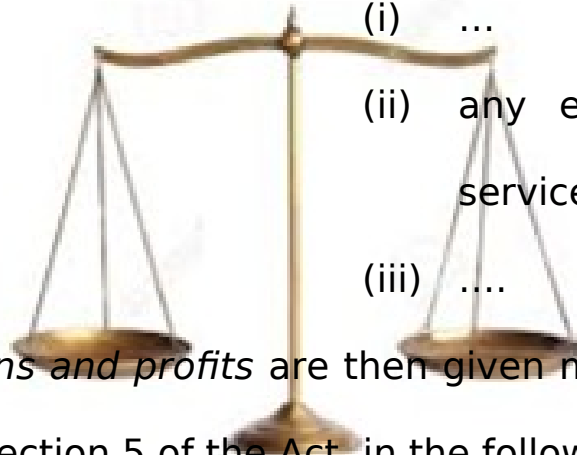 (i) ...
(ii) any e
service
(iii) ....
ns and profits are then given n
ection 5 of the Act, in the follow